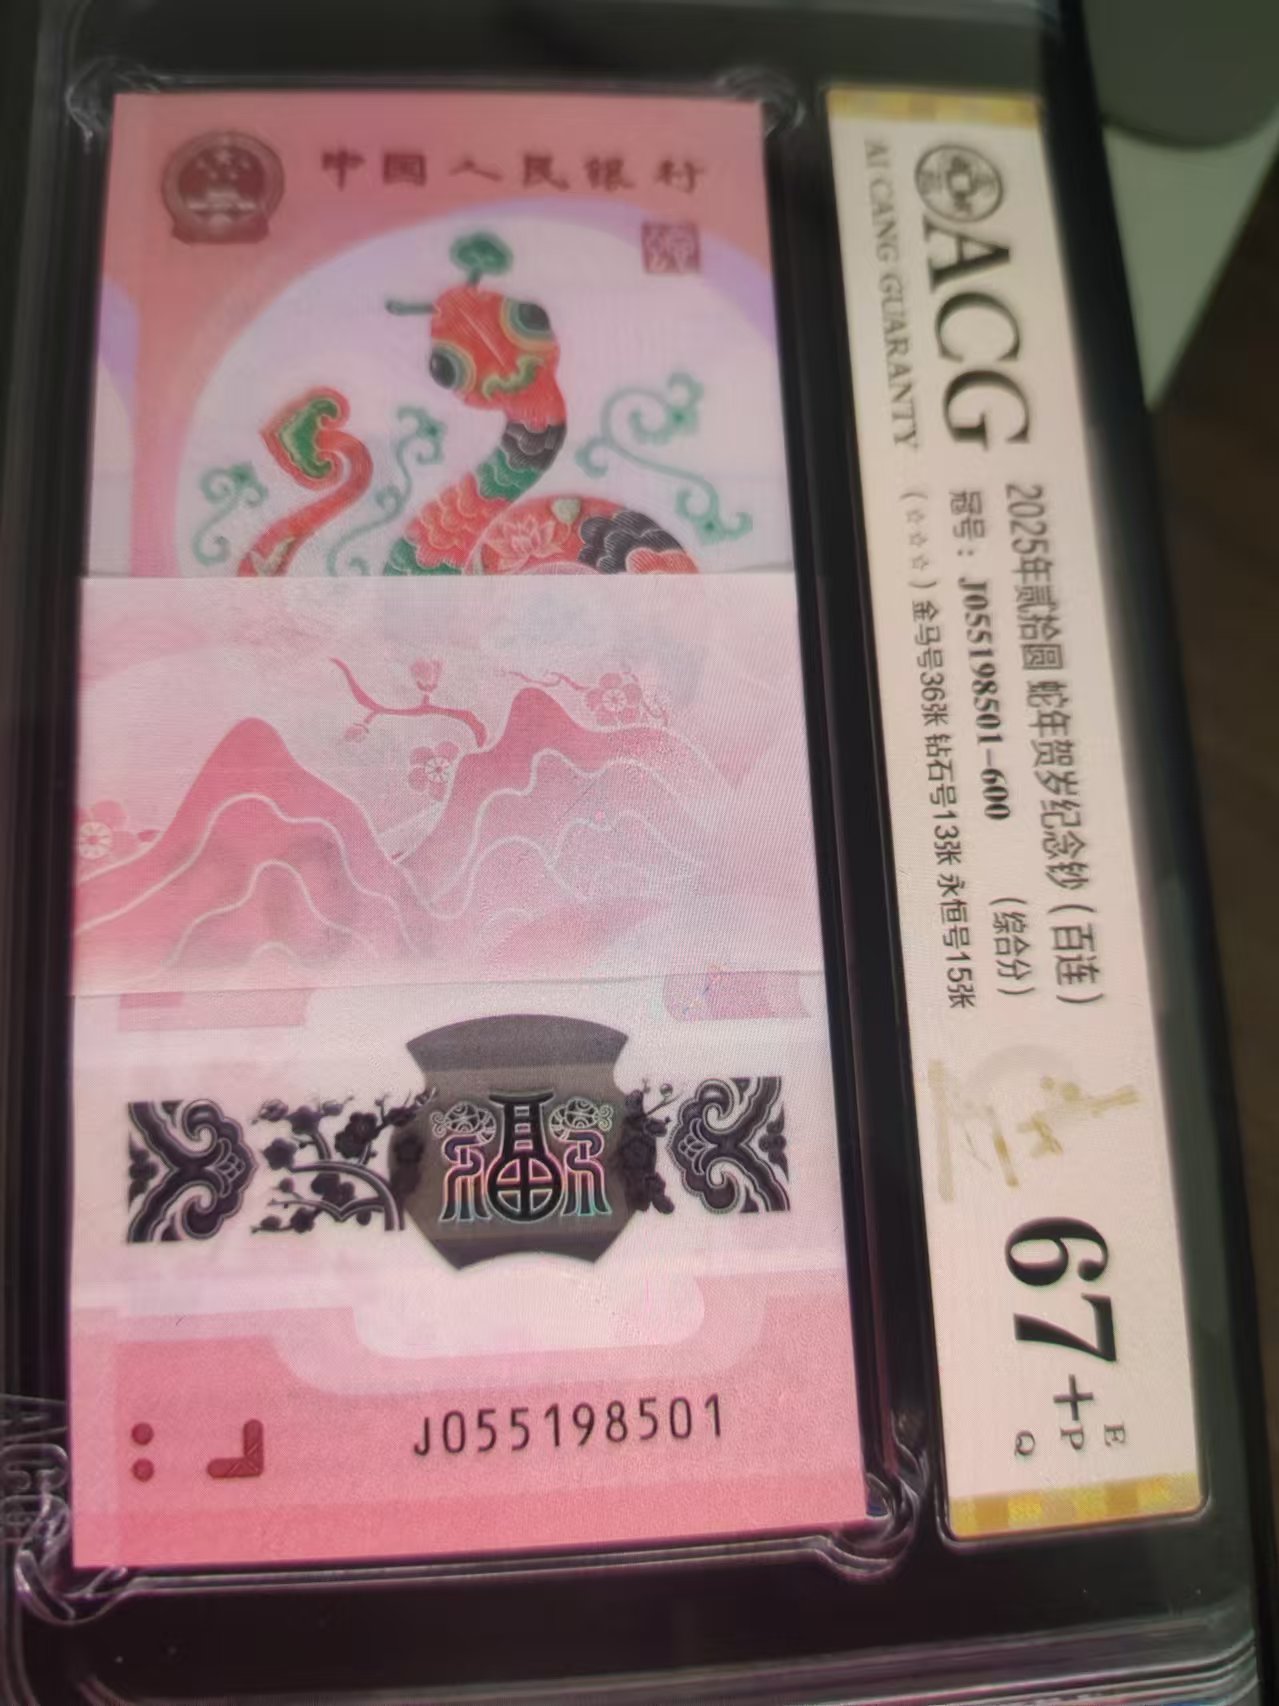 中国人民银行
J055198501
ACG
AI CANG GUARANTY
2025年贰拾圆 蛇年贺岁纪念钞（百连）
冠号：J055198501-600 （综合分）
（☆☆☆）金马号36张 钻石号13张 永恒号15张
67+
E
P
Q